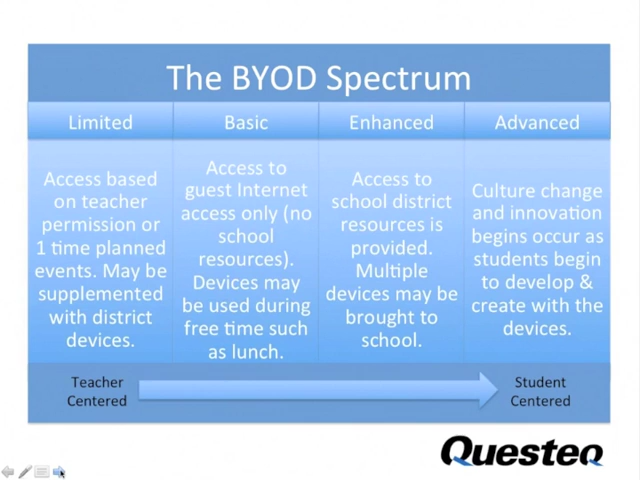 The BYOD Spectrum
Limited
Basic
Enhanced
Advanced
Access based
on teacher
permission or
1 time planned
events. May be
supplemented
with district
devices.
Access to
guest Internet
access only (no
school
resources).
Devices may
be used during
free time such
as lunch.
Access to
school district
resources is
provided.
Multiple
devices may be
brought to
school.
Culture change
and innovation
begins occur as
students begin
to develop &
create with the
devices.
Teacher
Centered
Student
Centered
Questeq